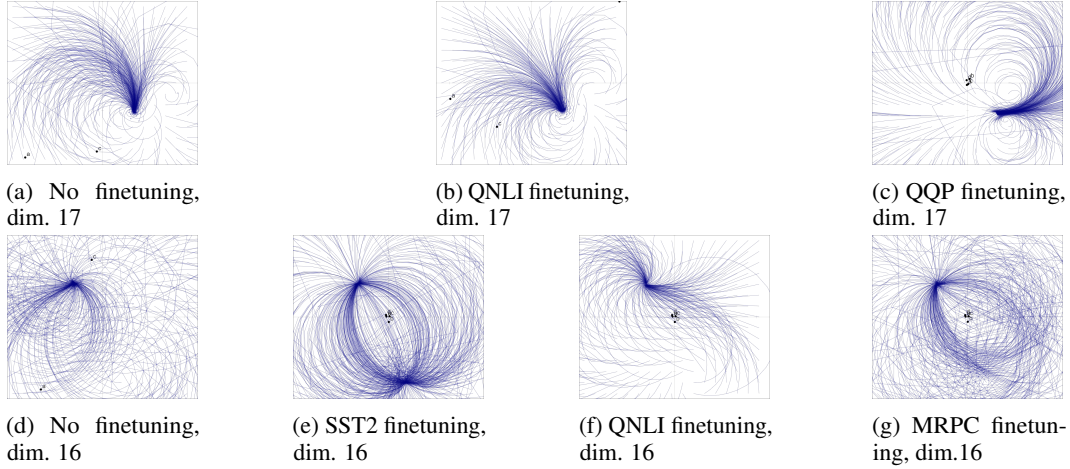 (a) No finetuning,
dim. 17
(b) QNLI finetuning,
dim. 17
(c) QQP finetuning,
dim. 17
(d) No finetuning,
dim. 16
(e) SST2 finetuning,
dim. 16
(f) QNLI finetuning,
dim. 16
(g) MRPC finetun-
ing, dim.16